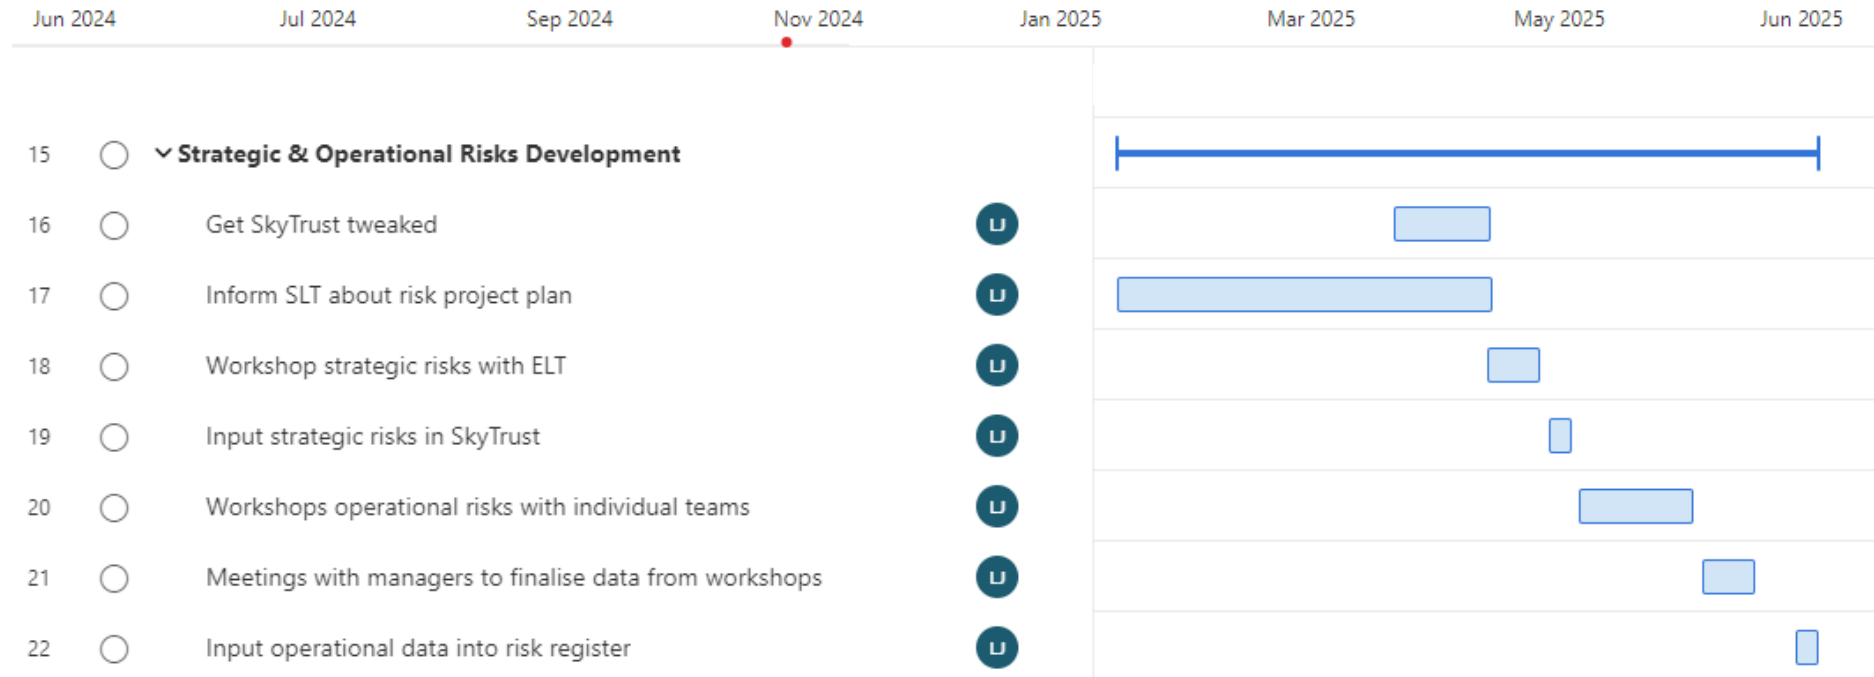 Jun 2024 Jul 2024 Sep 2024 Nov 2024 Jan 2025 Mar 2025 May 2025 Jun 2025
15 Strategic & Operational Risks Development
16 Get SkyTrust tweaked U
17 Inform SLT about risk project plan U
18 Workshop strategic risks with ELT U
19 Input strategic risks in SkyTrust U
20 Workshops operational risks with individual teams U
21 Meetings with managers to finalise data from workshops U
22 Input operational data into risk register U